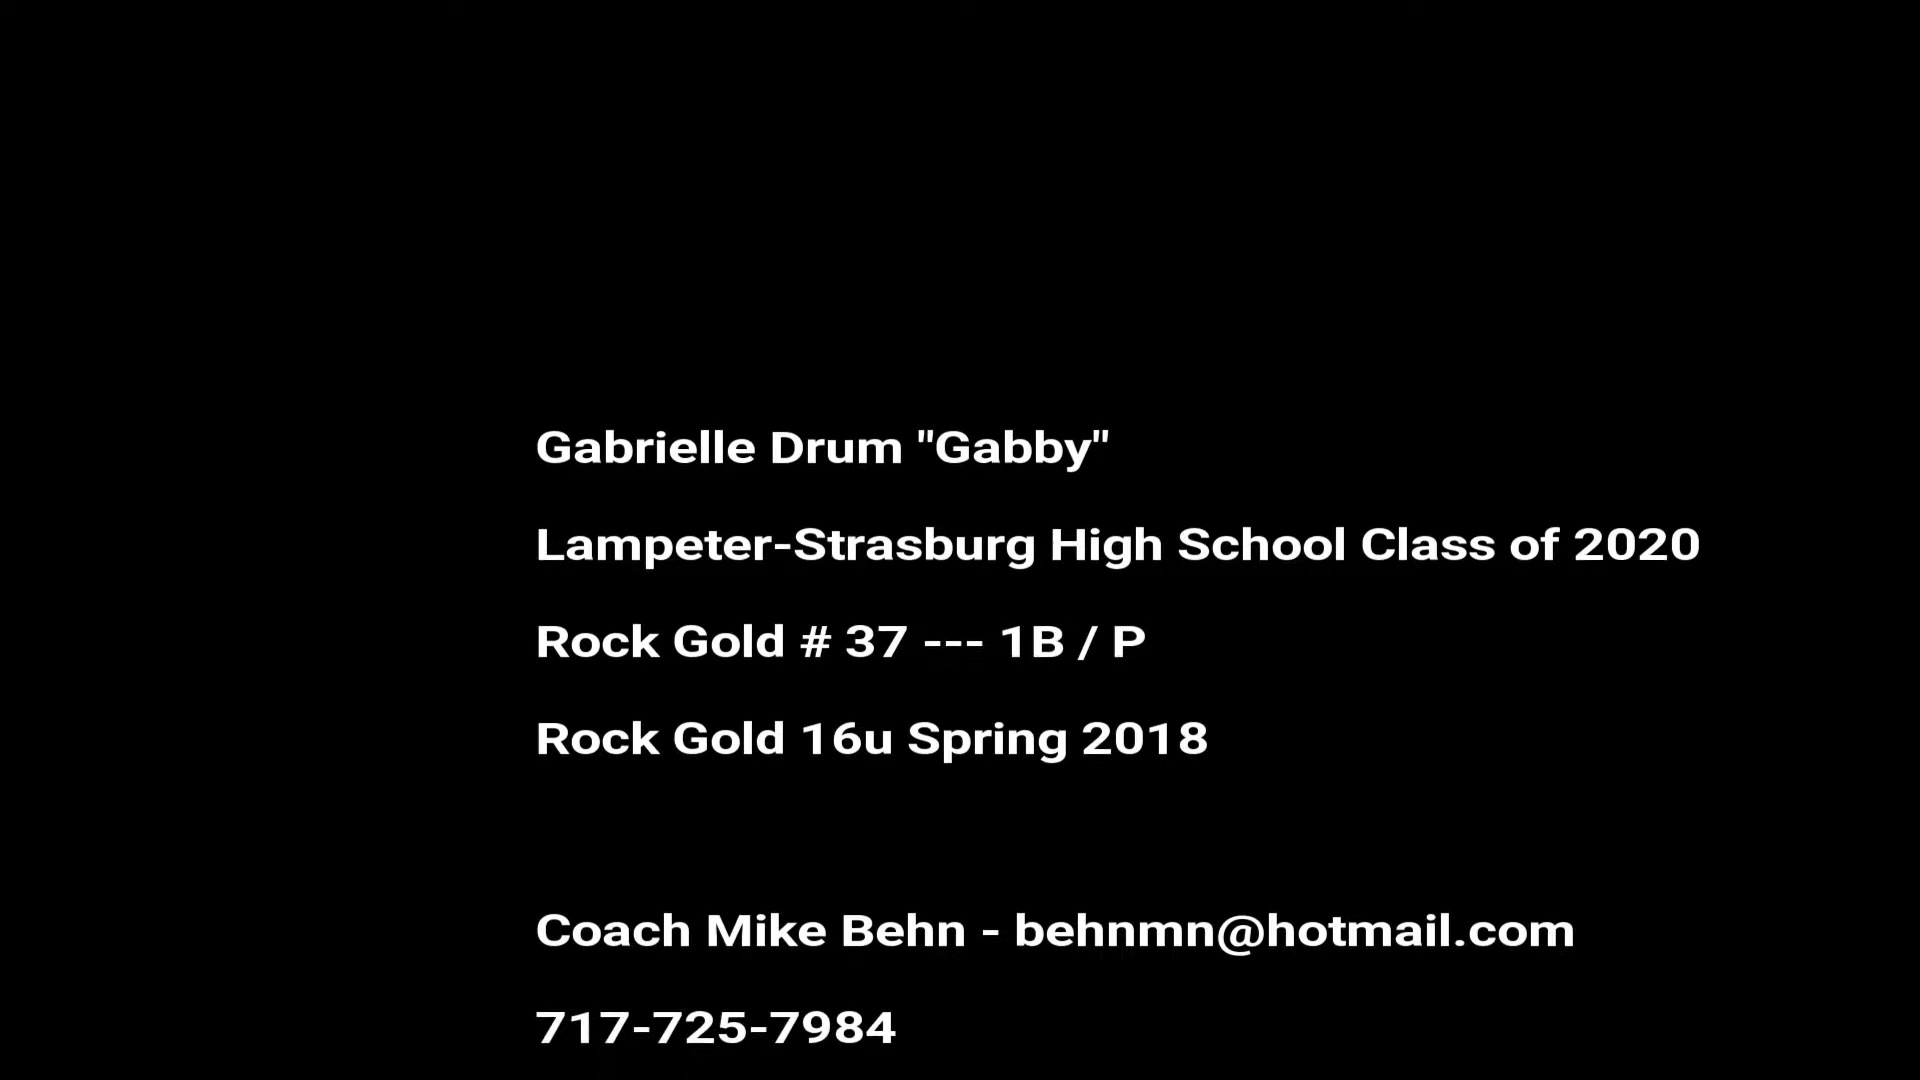 Gabrielle Drum "Gabby"
Lampeter-Strasburg High School Class of 2020
Rock Gold # 37 --- 1B / P
Rock Gold 16u Spring 2018
Coach Mike Behn - behnmn@hotmail.com
717-725-7984